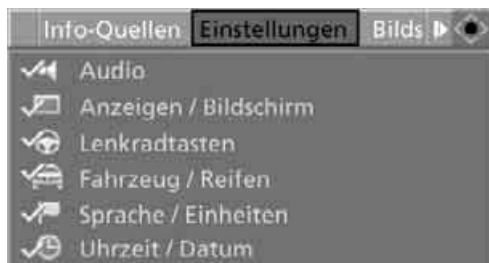 Info-Quellen Einstellungen Bilds
Audio
Anzeigen / Bildschirm
Lenkradtasten
Fahrzeug / Reifen
Sprache / Einheiten
Uhrzeit / Datum